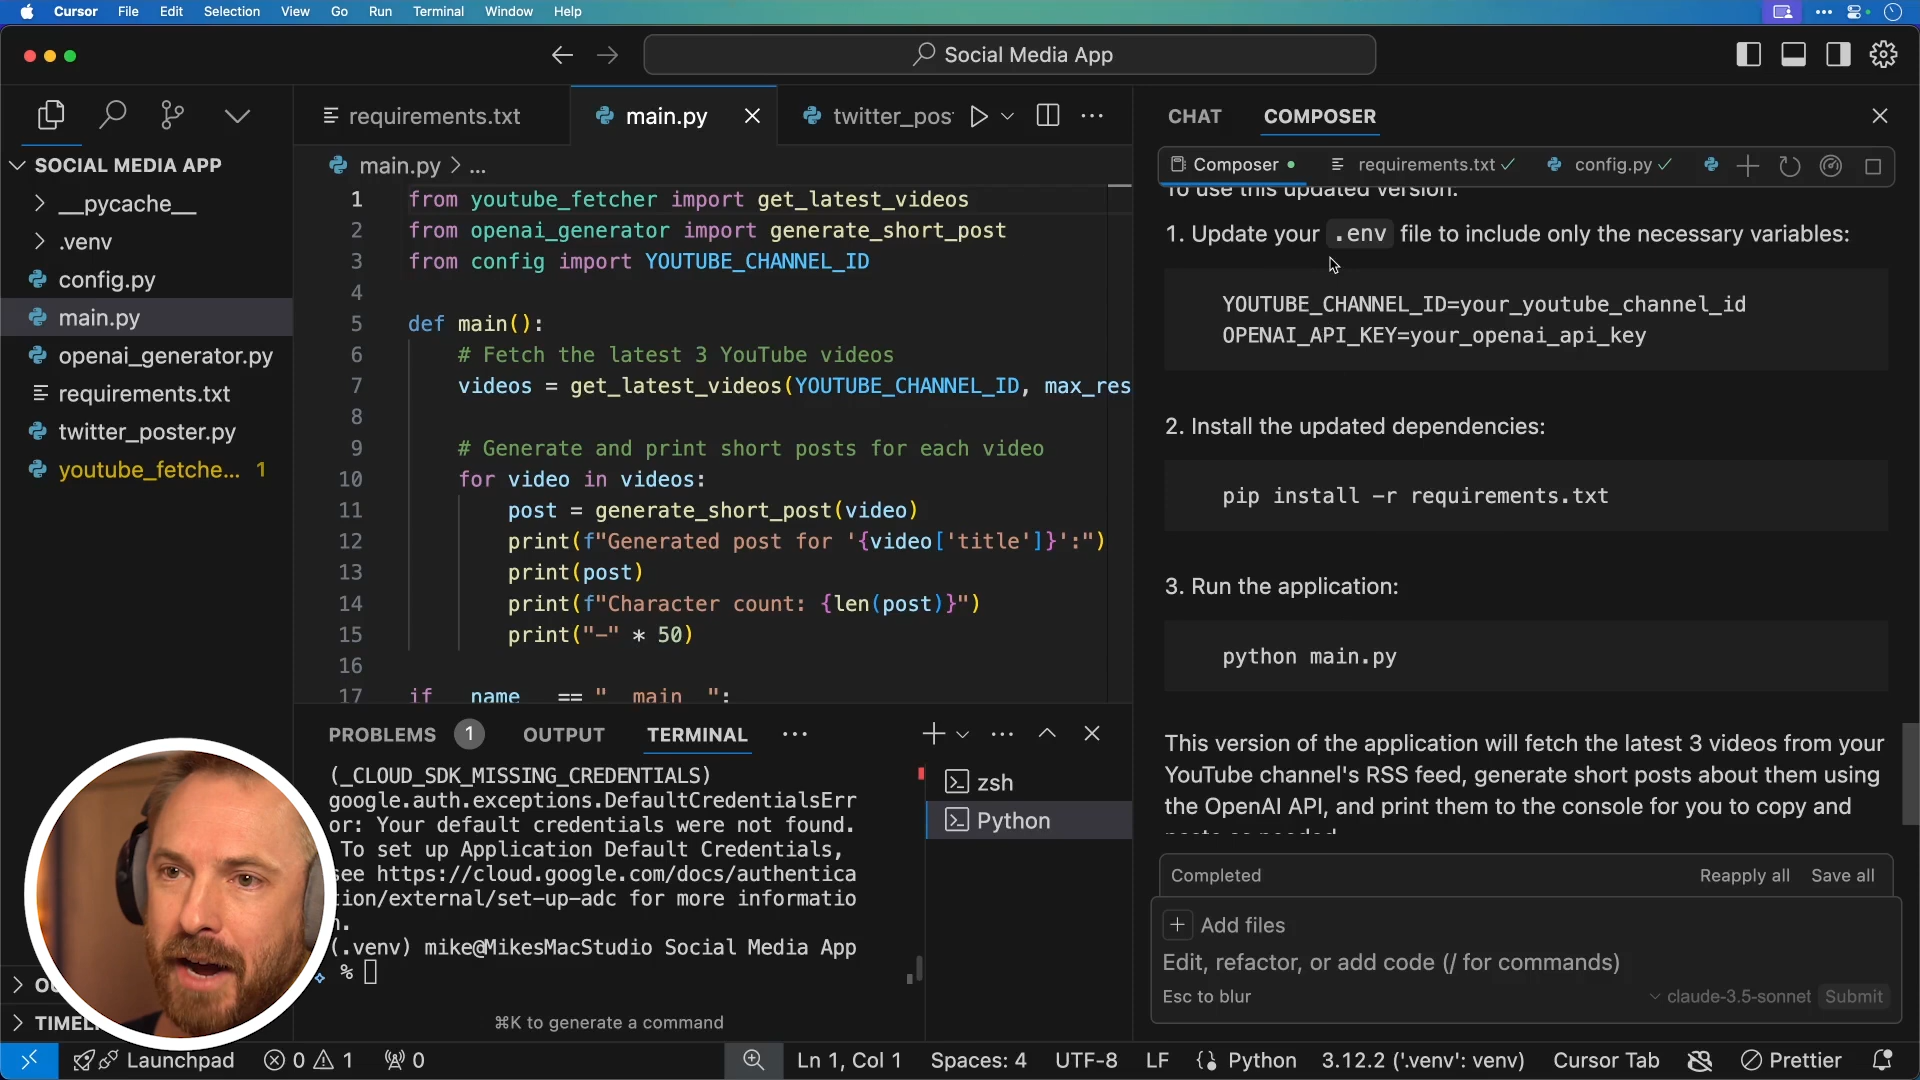 Cursor File Edit Selection View Go Run Terminal Window Help
Social Media App
requirements.txt main.py twitter_pos
CHAT COMPOSER
SOCIAL MEDIA APP
__pycache__
.venv
config.py
main.py
openai_generator.py
requirements.txt
twitter_poster.py
youtube_fetche... 1
TIMEL
main.py > ...
1 from youtube_fetcher import get_latest_videos
2 from openai_generator import generate_short_post
3 from config import YOUTUBE_CHANNEL_ID
4
5 def main():
6 # Fetch the latest 3 YouTube videos
7 videos = get_latest_videos(YOUTUBE_CHANNEL_ID, max_res
8
9 # Generate and print short posts for each video
10 for video in videos:
11 post = generate_short_post(video)
12 print(f"Generated post for '{video['title']}':")
13 print(post)
14 print(f"Character count: {len(post)}")
15 print("-" * 50)
16
17 if __name__ == "__main__":
PROBLEMS 1 OUTPUT TERMINAL
(_CLOUD_SDK_MISSING_CREDENTIALS)
google.auth.exceptions.DefaultCredentialsErr
or: Your default credentials were not found.
To set up Application Default Credentials,
see https://cloud.google.com/docs/authentica
tion/external/set-up-adc for more informatio
n.
(.venv) mike@MikesMacStudio Social Media App
%
⌘K to generate a command
zsh
Python
Composer requirements.txt config.py
To use this updated version:
1. Update your .env file to include only the necessary variables:
YOUTUBE_CHANNEL_ID=your_youtube_channel_id
OPENAI_API_KEY=your_openai_api_key
2. Install the updated dependencies:
pip install -r requirements.txt
3. Run the application:
python main.py
This version of the application will fetch the latest 3 videos from your
YouTube channel's RSS feed, generate short posts about them using
the OpenAI API, and print them to the console for you to copy and
paste as needed.
Completed Reapply all Save all
Add files
Edit, refactor, or add code (/ for commands)
Esc to blur claude-3.5-sonnet Submit
Launchpad 0 1 0 Ln 1, Col 1 Spaces: 4 UTF-8 LF Python 3.12.2 ('.venv': venv) Cursor Tab Prettier